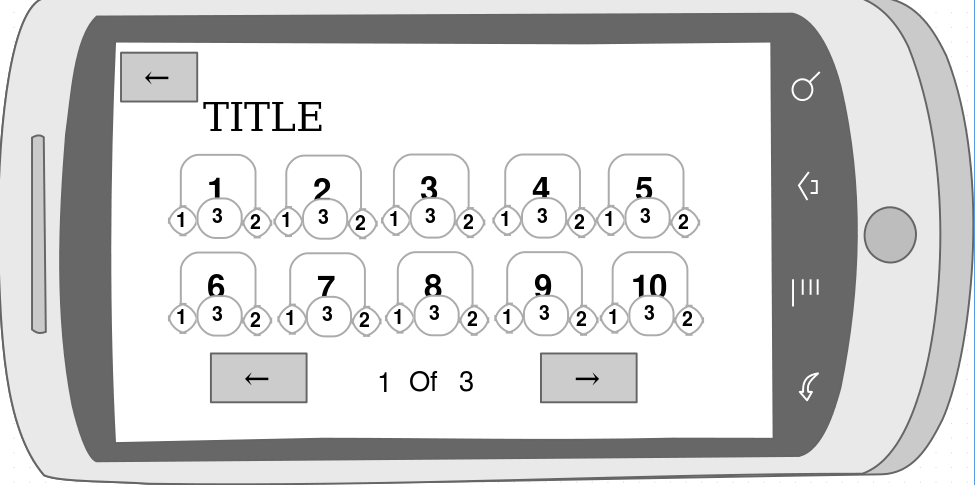 ←
TITLE
1 2 3 4 5
1 3 2 1 3 2 1 3 2 1 3 2 1 3 2
6 7 8 9 10
1 3 2 1 3 2 1 3 2 1 3 2 1 3 2
← 1 Of 3 →